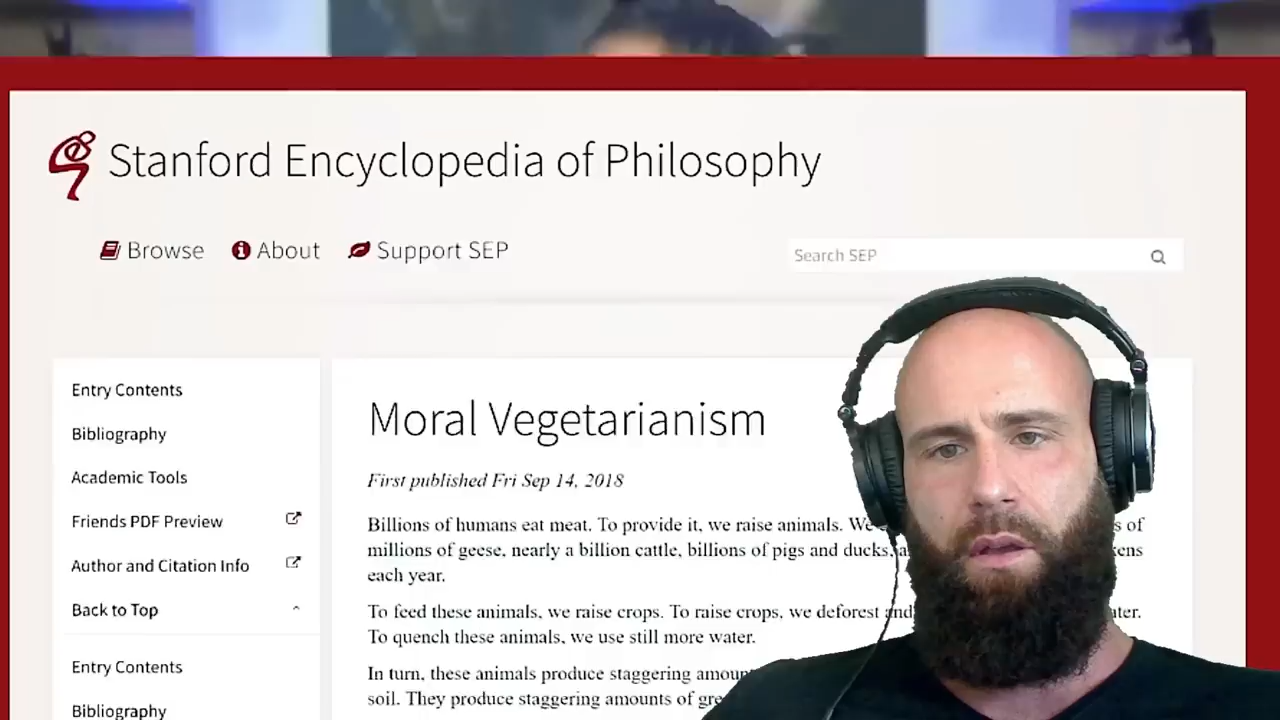 Stanford Encyclopedia of Philosophy
Browse About Support SEP
Search SEP
Entry Contents
Bibliography
Academic Tools
Friends PDF Preview
Author and Citation Info
Back to Top
Entry Contents
Bibliography
Moral Vegetarianism
First published Fri Sep 14, 2018
Billions of humans eat meat. To provide it, we raise animals. We s of
millions of geese, nearly a billion cattle, billions of pigs and ducks,
each year.
To feed these animals, we raise crops. To raise crops, we deforest and
To quench these animals, we use still more water.
In turn, these animals produce staggering
soil. They produce staggering amounts of